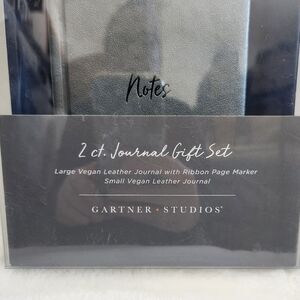 Notes
2 ct. Journal Gift Set
Large Vegan Leather Journal with Ribbon Page Marker
Small Vegan Leather Journal
GARTNER • STUDIOS®